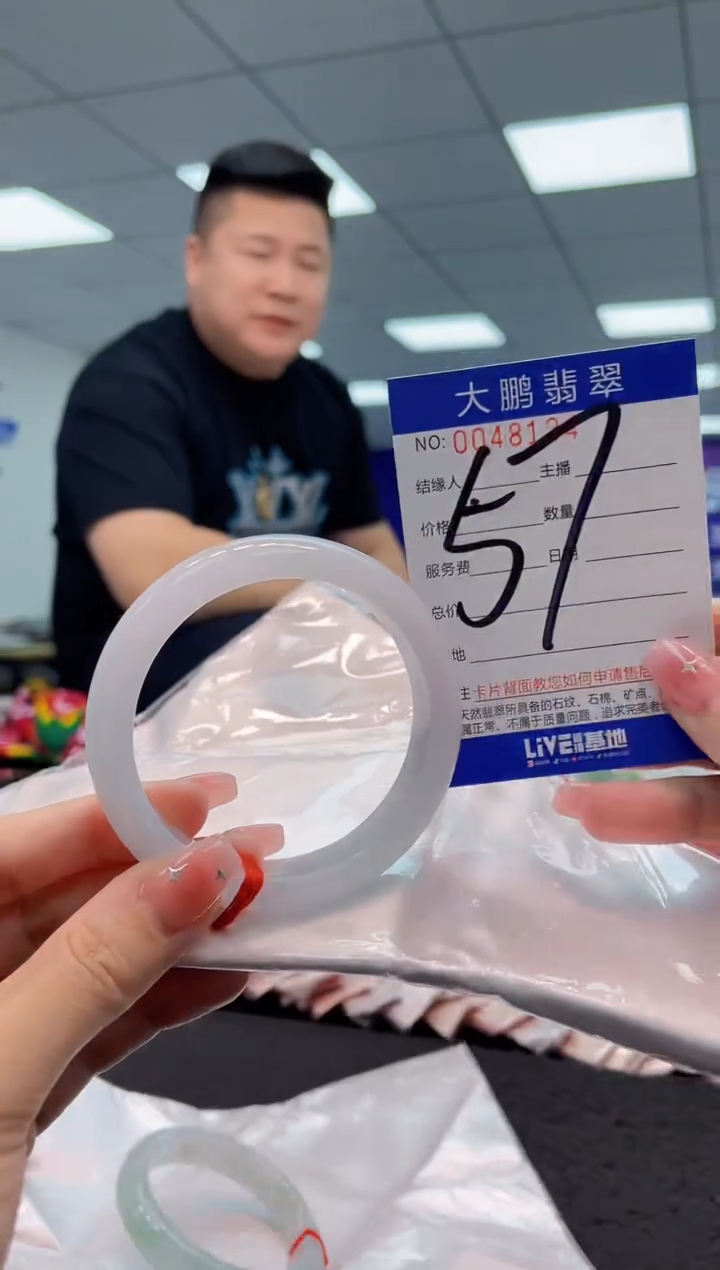 大鹏翡翠
NO: 0048124
结缘人 主播
价格 数量
服务费 日期
总价
地
57
主 卡片背面教您如何申请售后
天然翡翠所具备的石纹、石棉、矿点、
属正常,不属于质量问题,追求完美者
LiVE 基地